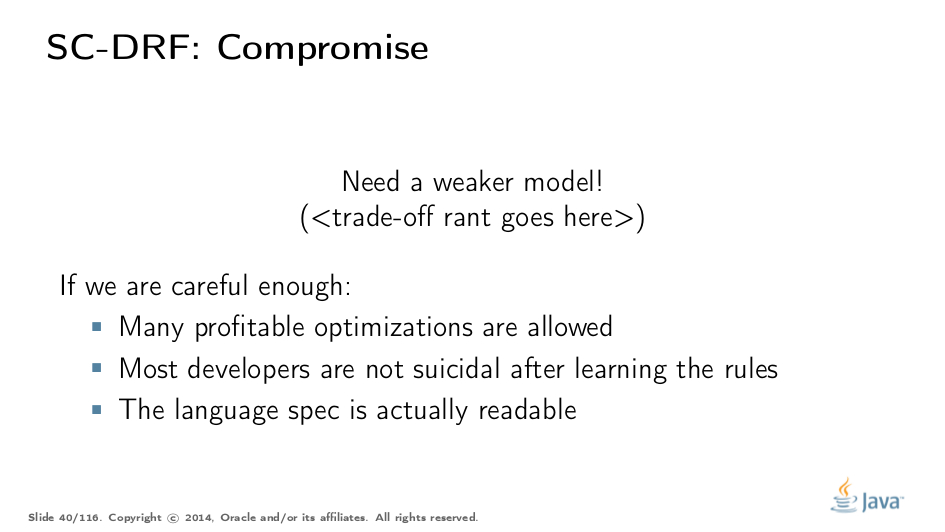 SC-DRF: Compromise
Need a weaker model!
(<trade-off rant goes here>)
If we are careful enough:
▪ Many profitable optimizations are allowed
▪ Most developers are not suicidal after learning the rules
▪ The language spec is actually readable
Java™
Slide 40/116. Copyright © 2014, Oracle and/or its affiliates. All rights reserved.